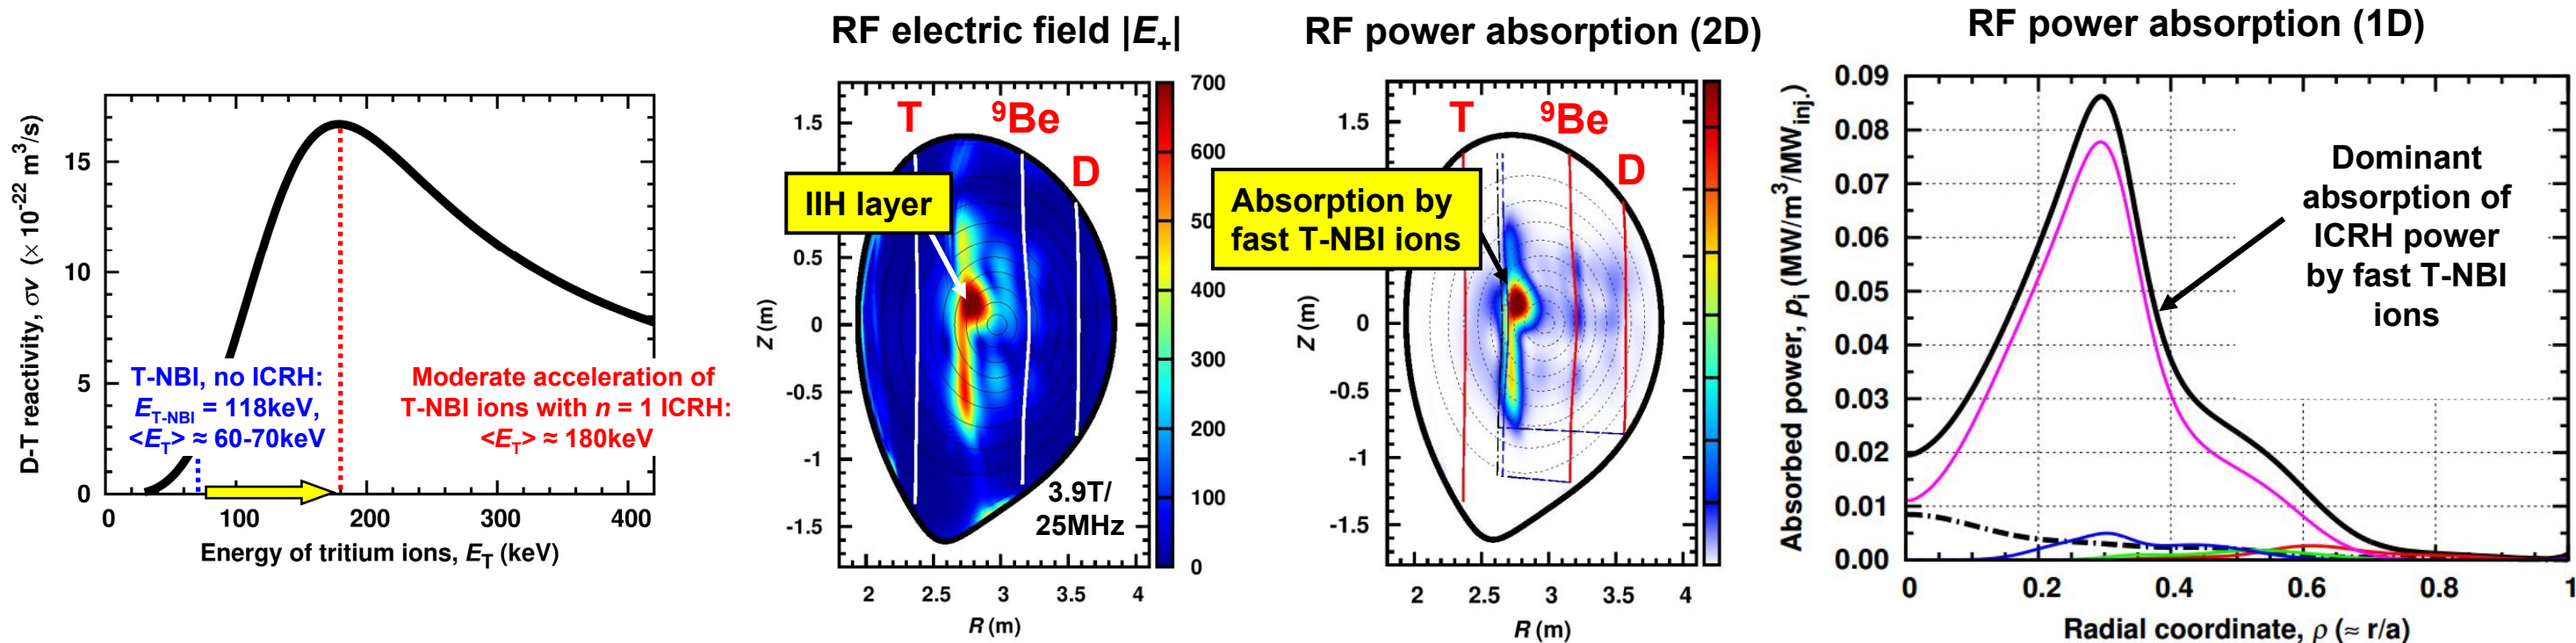 D-T reactivity, σv (× 10⁻²² m³/s)
15
10
5
0
T-NBI, no ICRH:
E_T-NBI = 118keV,
<E_T> ≈ 60-70keV
Moderate acceleration of
T-NBI ions with n = 1 ICRH:
<E_T> ≈ 180keV
0 100 200 300 400
Energy of tritium ions, E_T (keV)
RF electric field |E₊|
T ⁹Be
D
IIH layer
3.9T/
25MHz
Z (m)
1.5
0.5
0
-0.5
-1
-1.5
2 2.5 3 3.5 4
R (m)
700
600
50
400
300
200
100
0
RF power absorption (2D)
T ⁹Be
D
Absorption by
fast T-NBI ions
Z (m)
1.5
0
-0.5
-1
-1.5
2 2.5 3 3.5 4
R (m)
RF power absorption (1D)
Absorbed power, p_i (MW/m³/MW_inj.)
0.09
0.08
0.07
0.06
0.05
0.04
0.03
0.02
0.01
0.00
Dominant
absorption of
ICRH power
by fast T-NBI
ions
0 0.2 0.4 0.6 0.8 1
Radial coordinate, ρ (≈ r/a)